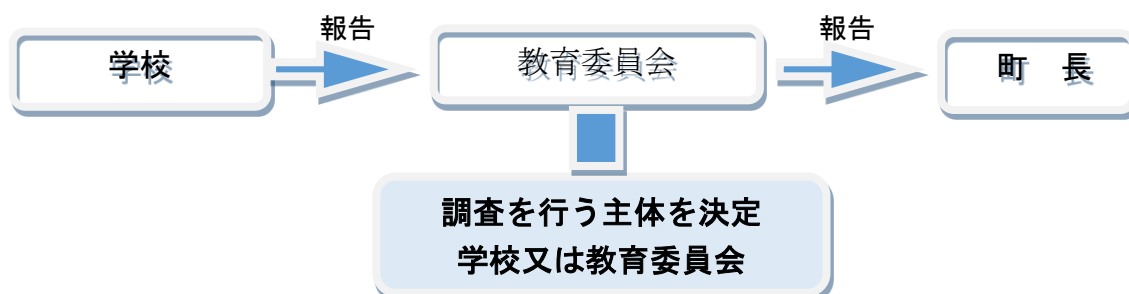 報告
報告
学校
教育委員会
町　長
調査を行う主体を決定
学校又は教育委員会